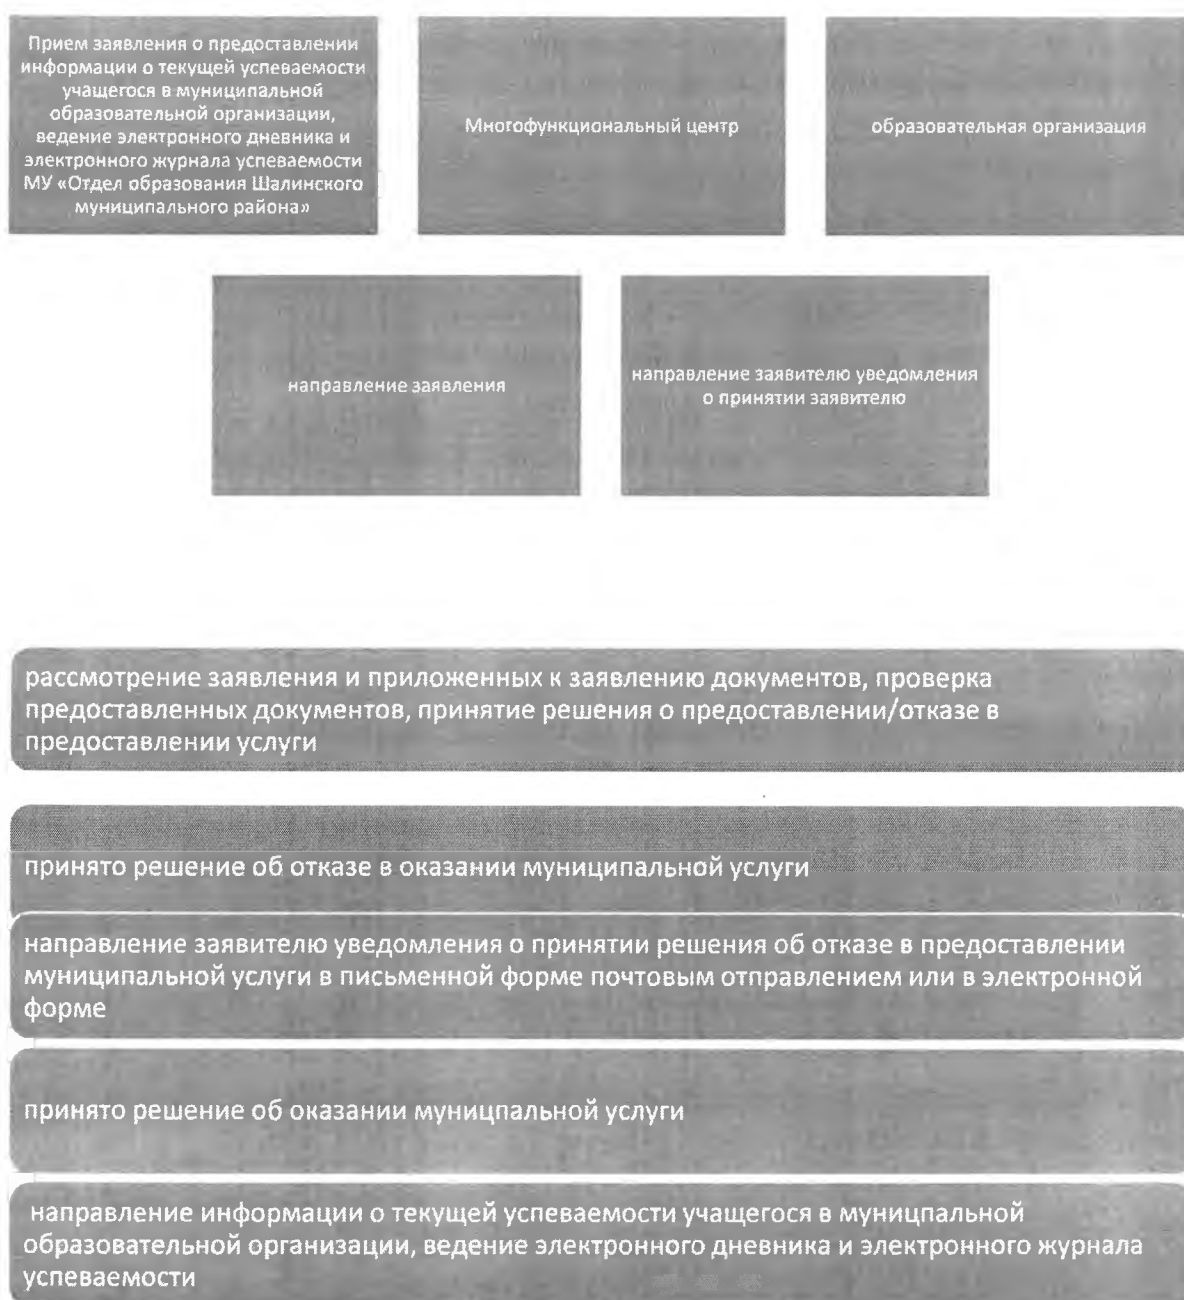 Прием заявления о предоставлении
информации о текущей успеваемости
учащегося в муниципальной
образовательной организации,
ведение электронного дневника и
электронного журнала успеваемости
МУ «Отдел образования Шалинского
муниципального района»
Многофункциональный центр
образовательная организация
направление заявления
направление заявителю уведомления
о принятии заявителю
рассмотрение заявления и приложенных к заявлению документов, проверка
предоставленных документов, принятие решения о предоставлении/отказе в
предоставлении услуги
принято решение об отказе в оказании муниципальной услуги
направление заявителю уведомления о принятии решения об отказе в предоставлении
муниципальной услуги в письменной форме почтовым отправлением или в электронной
форме
принято решение об оказании муницпальной услуги
направление информации о текущей успеваемости учащегося в муницпальной
образовательной организации, ведение электронного дневника и электронного журнала
успеваемости